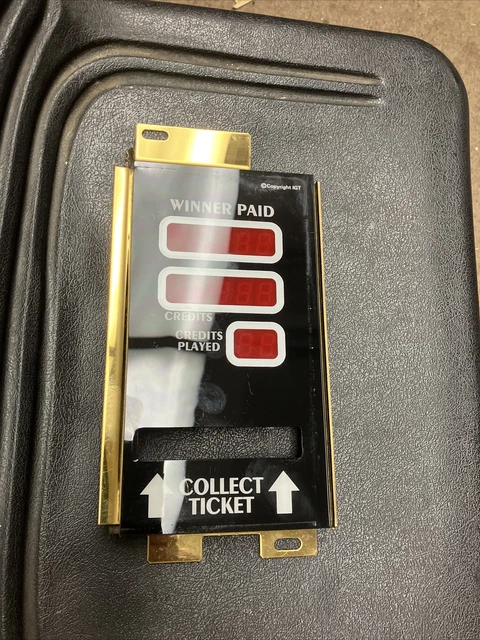 ©Copyright IGT
WINNER PAID
CREDITS
CREDITS
PLAYED
COLLECT
TICKET